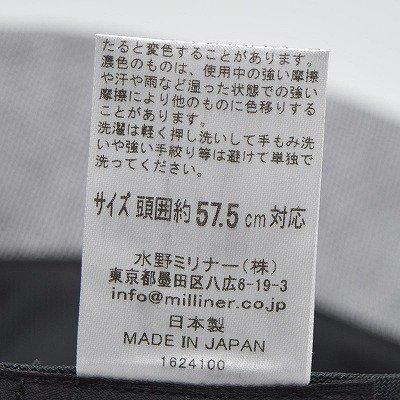 たると変色することがあります。
濃色のものは、使用中の強い摩擦
や汗や雨など湿った状態での強い
摩擦により他のものに色移りする
ことがあります。
洗濯は軽く押し洗いして手もみ洗
いや強い手絞り等は避けて単独で
洗ってください。
サイズ 頭囲約 57.5 cm 対応
水野ミリナー(株)
東京都墨田区八広6-19-3
info@milliner.co.jp
日本製
MADE IN JAPAN
1624100